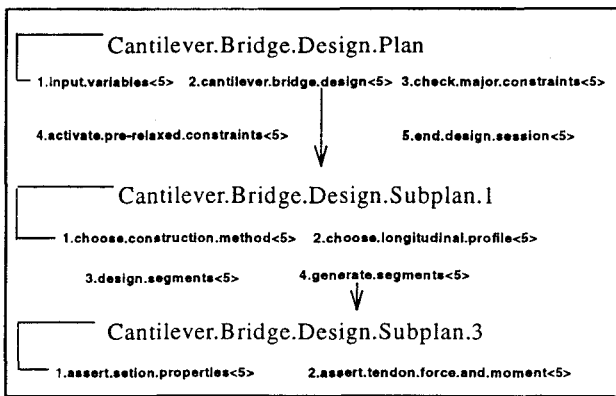 Cantilever.Bridge.Design.Plan
1.input.variables<5> 2.cantilever.bridge.design<5> 3.check.major.constraints<5>
4.activate.pre-relaxed.constraints<5> 5.end.design.session<5>
Cantilever.Bridge.Design.Subplan.1
1.choose.construction.method<5> 2.choose.longitudinal.profile<5>
3.design.segments<5> 4.generate.segments<5>
Cantilever.Bridge.Design.Subplan.3
1.assert.setion.properties<5> 2.assert.tendon.force.and.moment<5>